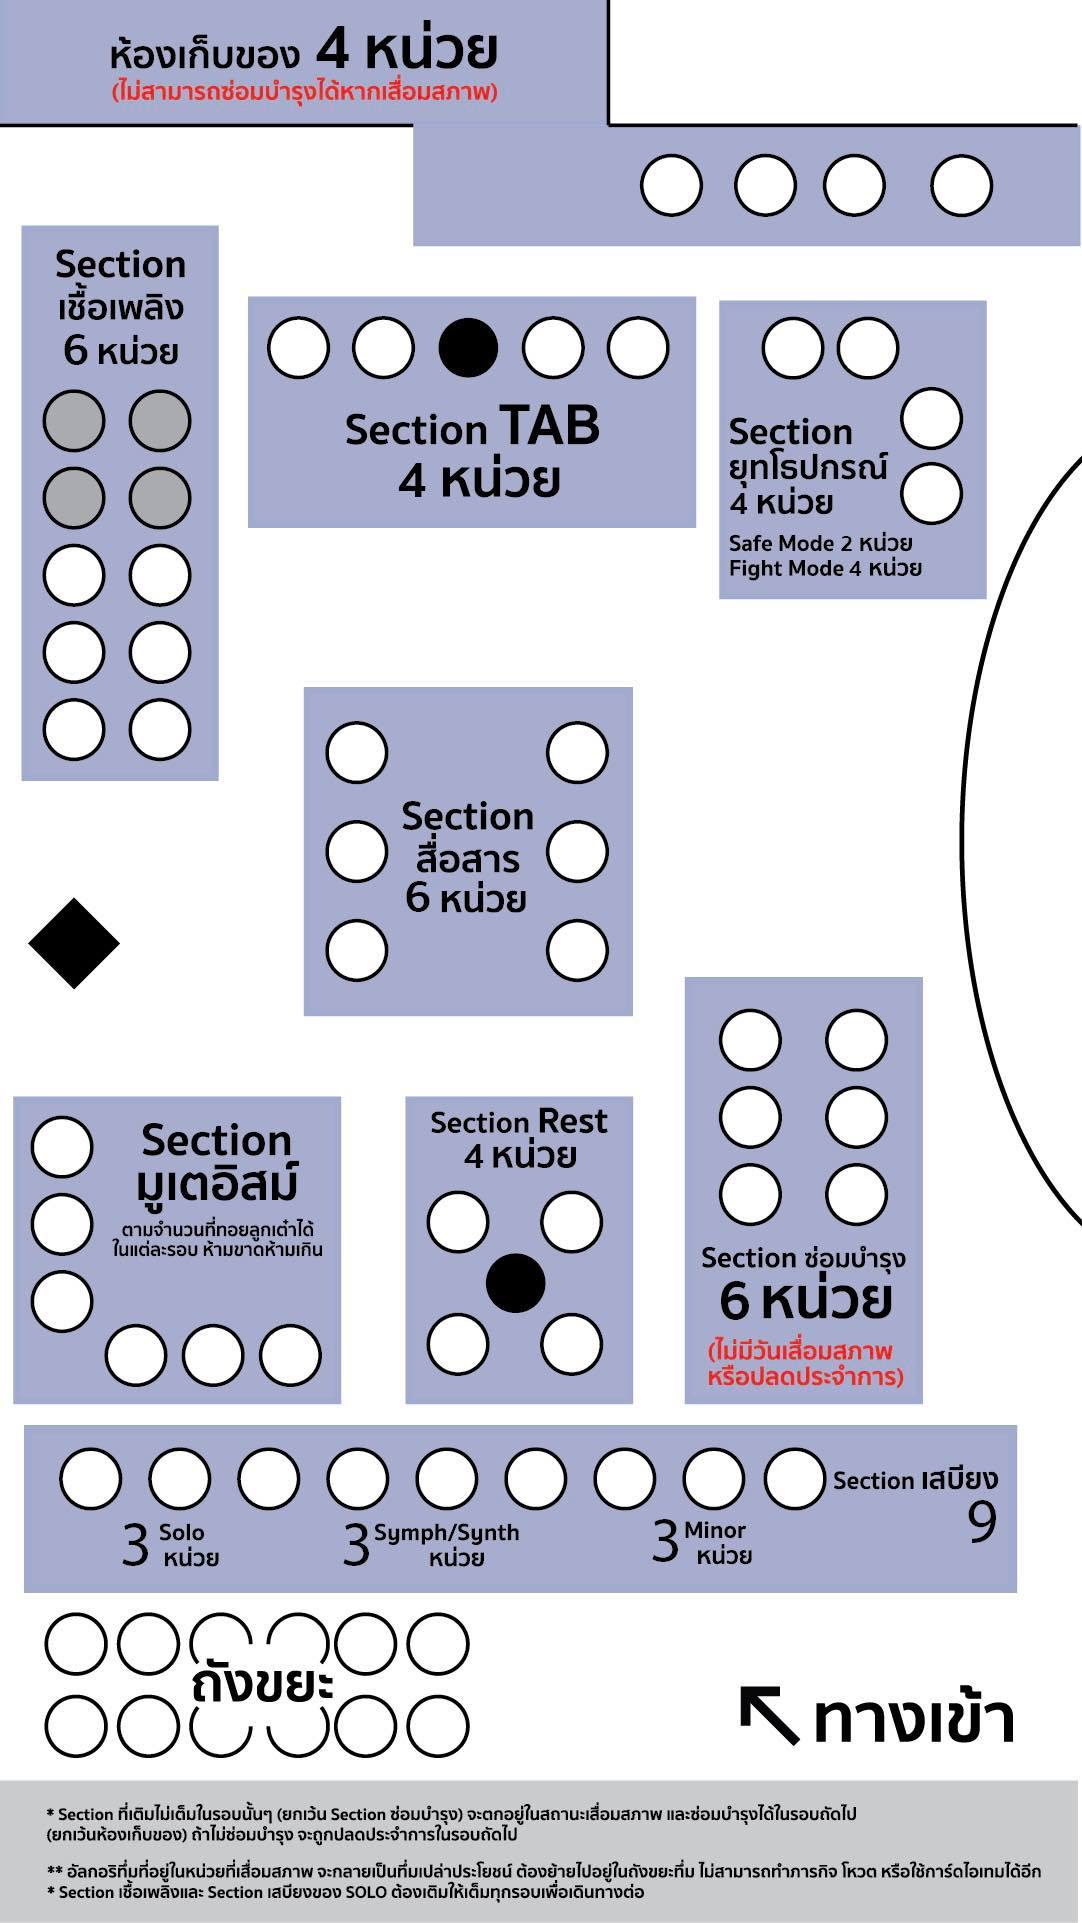 ห้องเก็บของ 4 หน่วย
(ไม่สามารถซ่อมบำรุงได้หากเสื่อมสภาพ)
Section
เชื้อเพลิง
6 หน่วย
Section TAB
4 หน่วย
Section
ยุทโธปกรณ์
4 หน่วย
Safe Mode 2 หน่วย
Fight Mode 4 หน่วย
Section
สื่อสาร
6 หน่วย
Section
มูเตอิสม์
ตามจำนวนที่ทอยลูกเต๋าได้
ในแต่ละรอบ ห้ามขาดห้ามเกิน
Section Rest
4 หน่วย
Section ซ่อมบำรุง
6 หน่วย
(ไม่มีวันเสื่อมสภาพ
หรือปลดประจำการ)
Section เสบียง
9
3 Solo
หน่วย
3 Symph/Synth
หน่วย
3 Minor
หน่วย
ถังขยะ
ทางเข้า
* Section ที่เติมไม่เต็มในรอบนั้นๆ (ยกเว้น Section ซ่อมบำรุง) จะตกอยู่ในสถานะเสื่อมสภาพ และซ่อมบำรุงได้ในรอบถัดไป
(ยกเว้นห้องเก็บของ) ถ้าไม่ซ่อมบำรุง จะถูกปลดประจำการในรอบถัดไป
** อัลกอริทึ่มที่อยู่ในหน่วยที่เสื่อมสภาพ จะกลายเป็นทึ่มเปล่าประโยชน์ ต้องย้ายไปอยู่ในถังขยะทึ่ม ไม่สามารถทำภารกิจ โหวต หรือใช้การ์ดไอเทมได้อีก
* Section เชื้อเพลิงและ Section เสบียงของ SOLO ต้องเติมให้เต็มทุกรอบเพื่อเดินทางต่อ